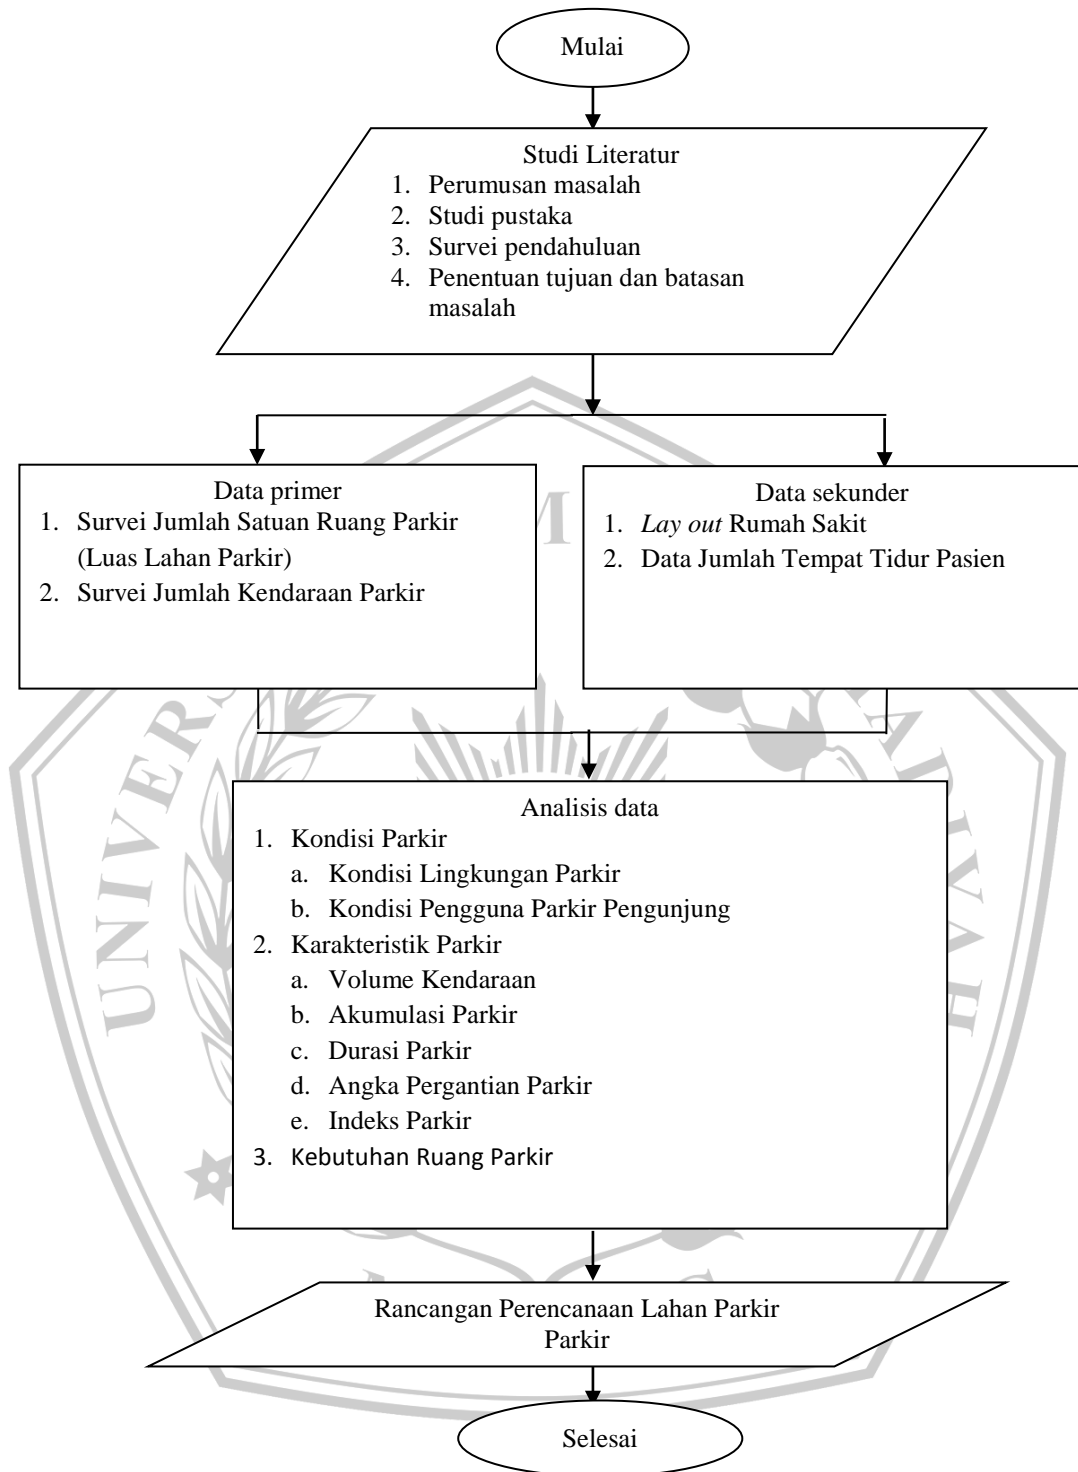 Mulai
Studi Literatur
1. Perumusan masalah
2. Studi pustaka
3. Survei pendahuluan
4. Penentuan tujuan dan batasan
masalah
Data primer
1. Survei Jumlah Satuan Ruang Parkir
(Luas Lahan Parkir)
2. Survei Jumlah Kendaraan Parkir
Data sekunder
1. Lay out Rumah Sakit
2. Data Jumlah Tempat Tidur Pasien
Analisis data
1. Kondisi Parkir
a. Kondisi Lingkungan Parkir
b. Kondisi Pengguna Parkir Pengunjung
2. Karakteristik Parkir
a. Volume Kendaraan
b. Akumulasi Parkir
c. Durasi Parkir
d. Angka Pergantian Parkir
e. Indeks Parkir
3. Kebutuhan Ruang Parkir
Rancangan Perencanaan Lahan Parkir
Parkir
Selesai